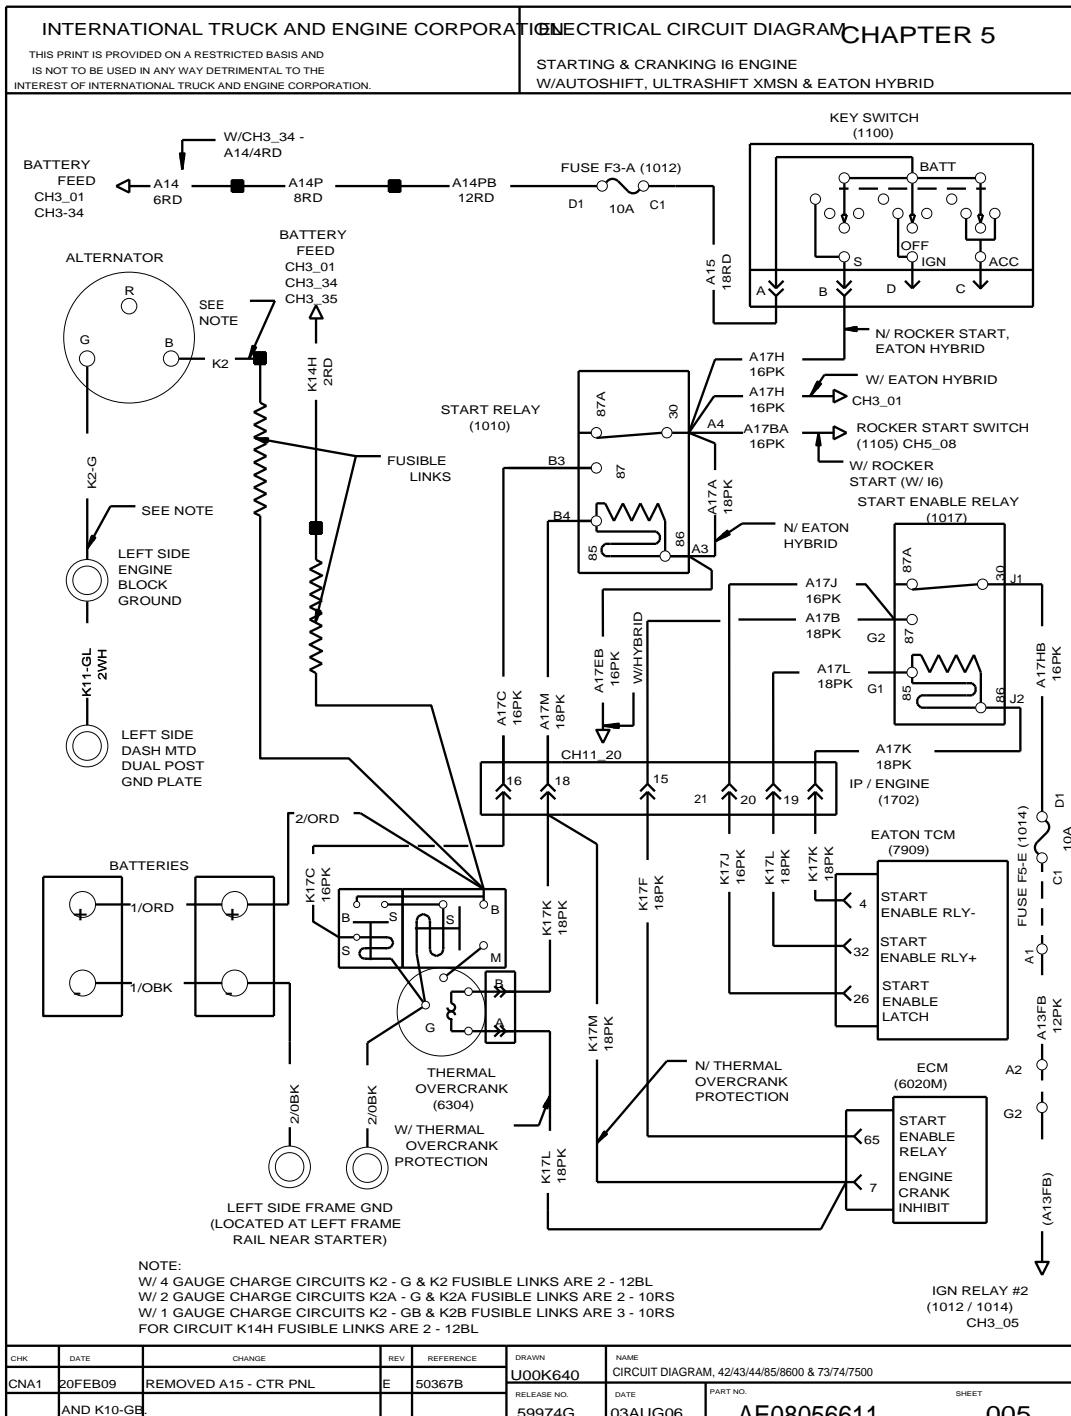 INTERNATIONAL TRUCK AND ENGINE CORPORATION
THIS PRINT IS PROVIDED ON A RESTRICTED BASIS AND
IS NOT TO BE USED IN ANY WAY DETRIMENTAL TO THE
INTEREST OF INTERNATIONAL TRUCK AND ENGINE CORPORATION.
ELECTRICAL CIRCUIT DIAGRAM
CHAPTER 5
STARTING & CRANKING I6 ENGINE
W/AUTOSHIFT, ULTRASHIFT XMSN & EATON HYBRID
W/CH3_34 -
A14/4RD
BATTERY
FEED
CH3_01
CH3-34
A14
6RD
A14P
8RD
A14PB
12RD
FUSE F3-A (1012)
D1
10A
C1
A15
18RD
KEY SWITCH
(1100)
BATT
OFF
S
IGN
ACC
A
B
D
C
N/ ROCKER START,
EATON HYBRID
ALTERNATOR
R
G
B
K2
SEE
NOTE
BATTERY
FEED
CH3_01
CH3_34
CH3_35
K14H
2RD
FUSIBLE
LINKS
K2-G
SEE NOTE
LEFT SIDE
ENGINE
BLOCK
GROUND
K11-GL
2WH
LEFT SIDE
DASH MTD
DUAL POST
GND PLATE
START RELAY
(1010)
87A
30
87
85
86
B3
B4
A4
A3
A17H
16PK
A17H
16PK
W/ EATON HYBRID
CH3_01
A17BA
16PK
ROCKER START SWITCH
(1105) CH5_08
W/ ROCKER
START (W/ I6)
A17A
18PK
N/ EATON
HYBRID
START ENABLE RELAY
(1017)
87A
30
J1
87
85
86
J2
G2
G1
A17J
16PK
A17B
18PK
A17L
18PK
A17K
18PK
A17HB
16PK
A17C
16PK
A17M
18PK
A17EB
16PK
W/HYBRID
CH11_20
16
18
15
21
20
19
IP / ENGINE
(1702)
FUSE F5-E (1014)
D1
10A
C1
A1
A13FB
12PK
A2
G2
(A13FB)
IGN RELAY #2
(1012 / 1014)
CH3_05
2/ORD
BATTERIES
1/ORD
1/OBK
+
+
-
-
K17C
16PK
B
S
S
S
B
M
G
B
A
K17K
18PK
K17F
18PK
K17J
16PK
K17L
18PK
K17K
18PK
EATON TCM
(7909)
4
START
ENABLE RLY-
32
START
ENABLE RLY+
26
START
ENABLE
LATCH
THERMAL
OVERCRANK
(6304)
W/ THERMAL
OVERCRANK
PROTECTION
K17L
18PK
K17M
18PK
N/ THERMAL
OVERCRANK
PROTECTION
ECM
(6020M)
65
START
ENABLE
RELAY
7
ENGINE
CRANK
INHIBIT
2/0BK
2/0BK
LEFT SIDE FRAME GND
(LOCATED AT LEFT FRAME
RAIL NEAR STARTER)
NOTE:
W/ 4 GAUGE CHARGE CIRCUITS K2 - G & K2 FUSIBLE LINKS ARE 2 - 12BL
W/ 2 GAUGE CHARGE CIRCUITS K2A - G & K2A FUSIBLE LINKS ARE 2 - 10RS
W/ 1 GAUGE CHARGE CIRCUITS K2 - GB & K2B FUSIBLE LINKS ARE 3 - 10RS
FOR CIRCUIT K14H FUSIBLE LINKS ARE 2 - 12BL
CHK DATE CHANGE REV REFERENCE
CNA1 20FEB09 REMOVED A15 - CTR PNL E 50367B
AND K10-GB.
DRAWN
U00K640
NAME
CIRCUIT DIAGRAM, 42/43/44/85/8600 & 73/74/7500
RELEASE NO.
59974G
DATE
03AUG06
PART NO.
AE08056611
SHEET
005